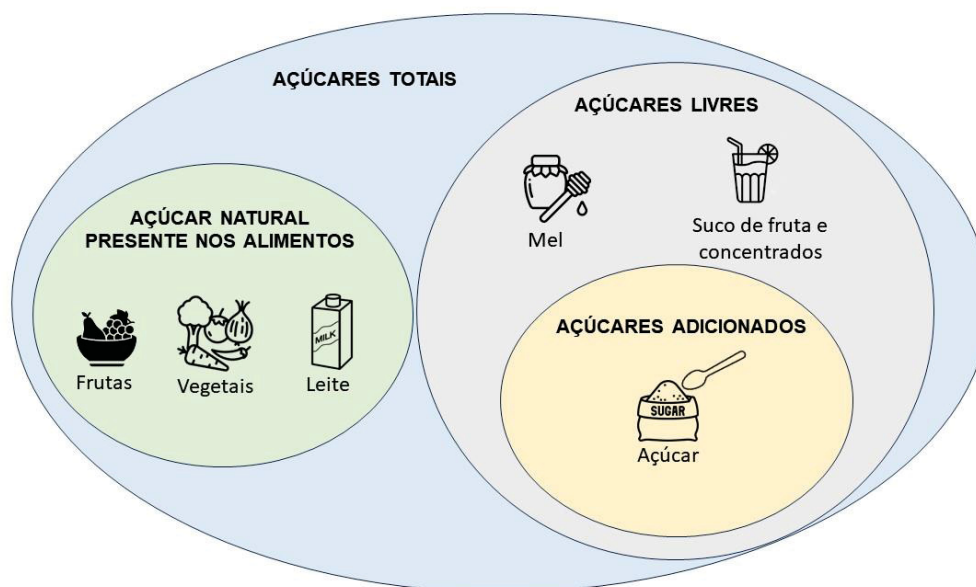 AÇÚCARES TOTAIS
AÇÚCARES LIVRES
Mel
Suco de fruta e
concentrados
AÇÚCAR NATURAL
PRESENTE NOS ALIMENTOS
MILK
Frutas
Vegetais
Leite
AÇÚCARES ADICIONADOS
SUGAR
Açúcar